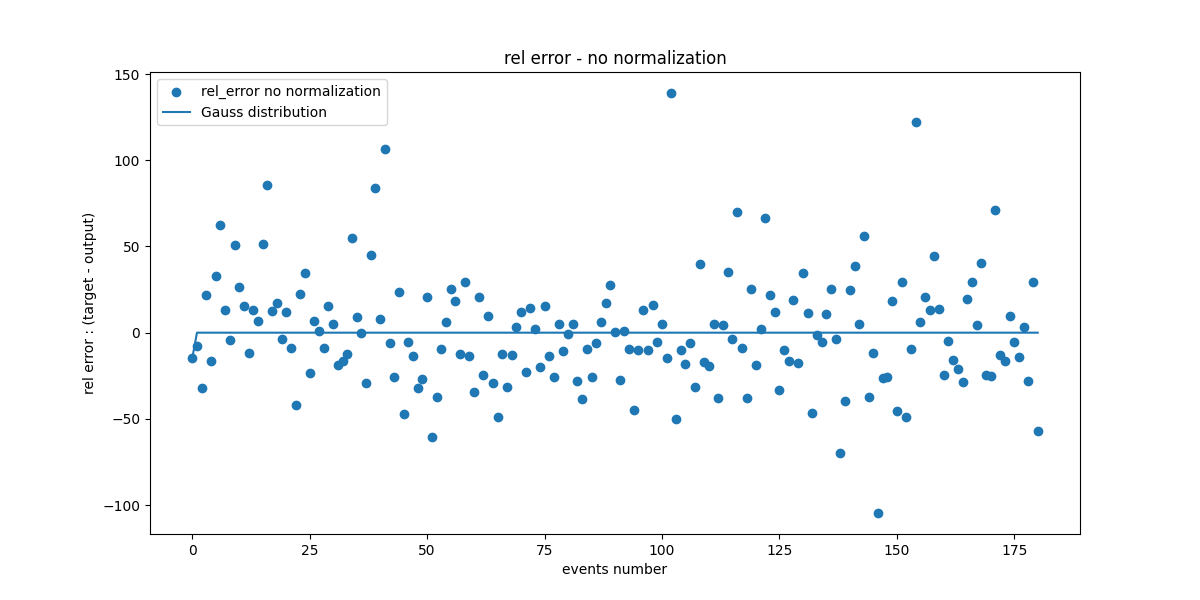 rel error - no normalization
rel_error no normalization
Gauss distribution
rel error : (target - output)
150
100
50
0
−50
−100
0 25 50 75 100 125 150 175
events number